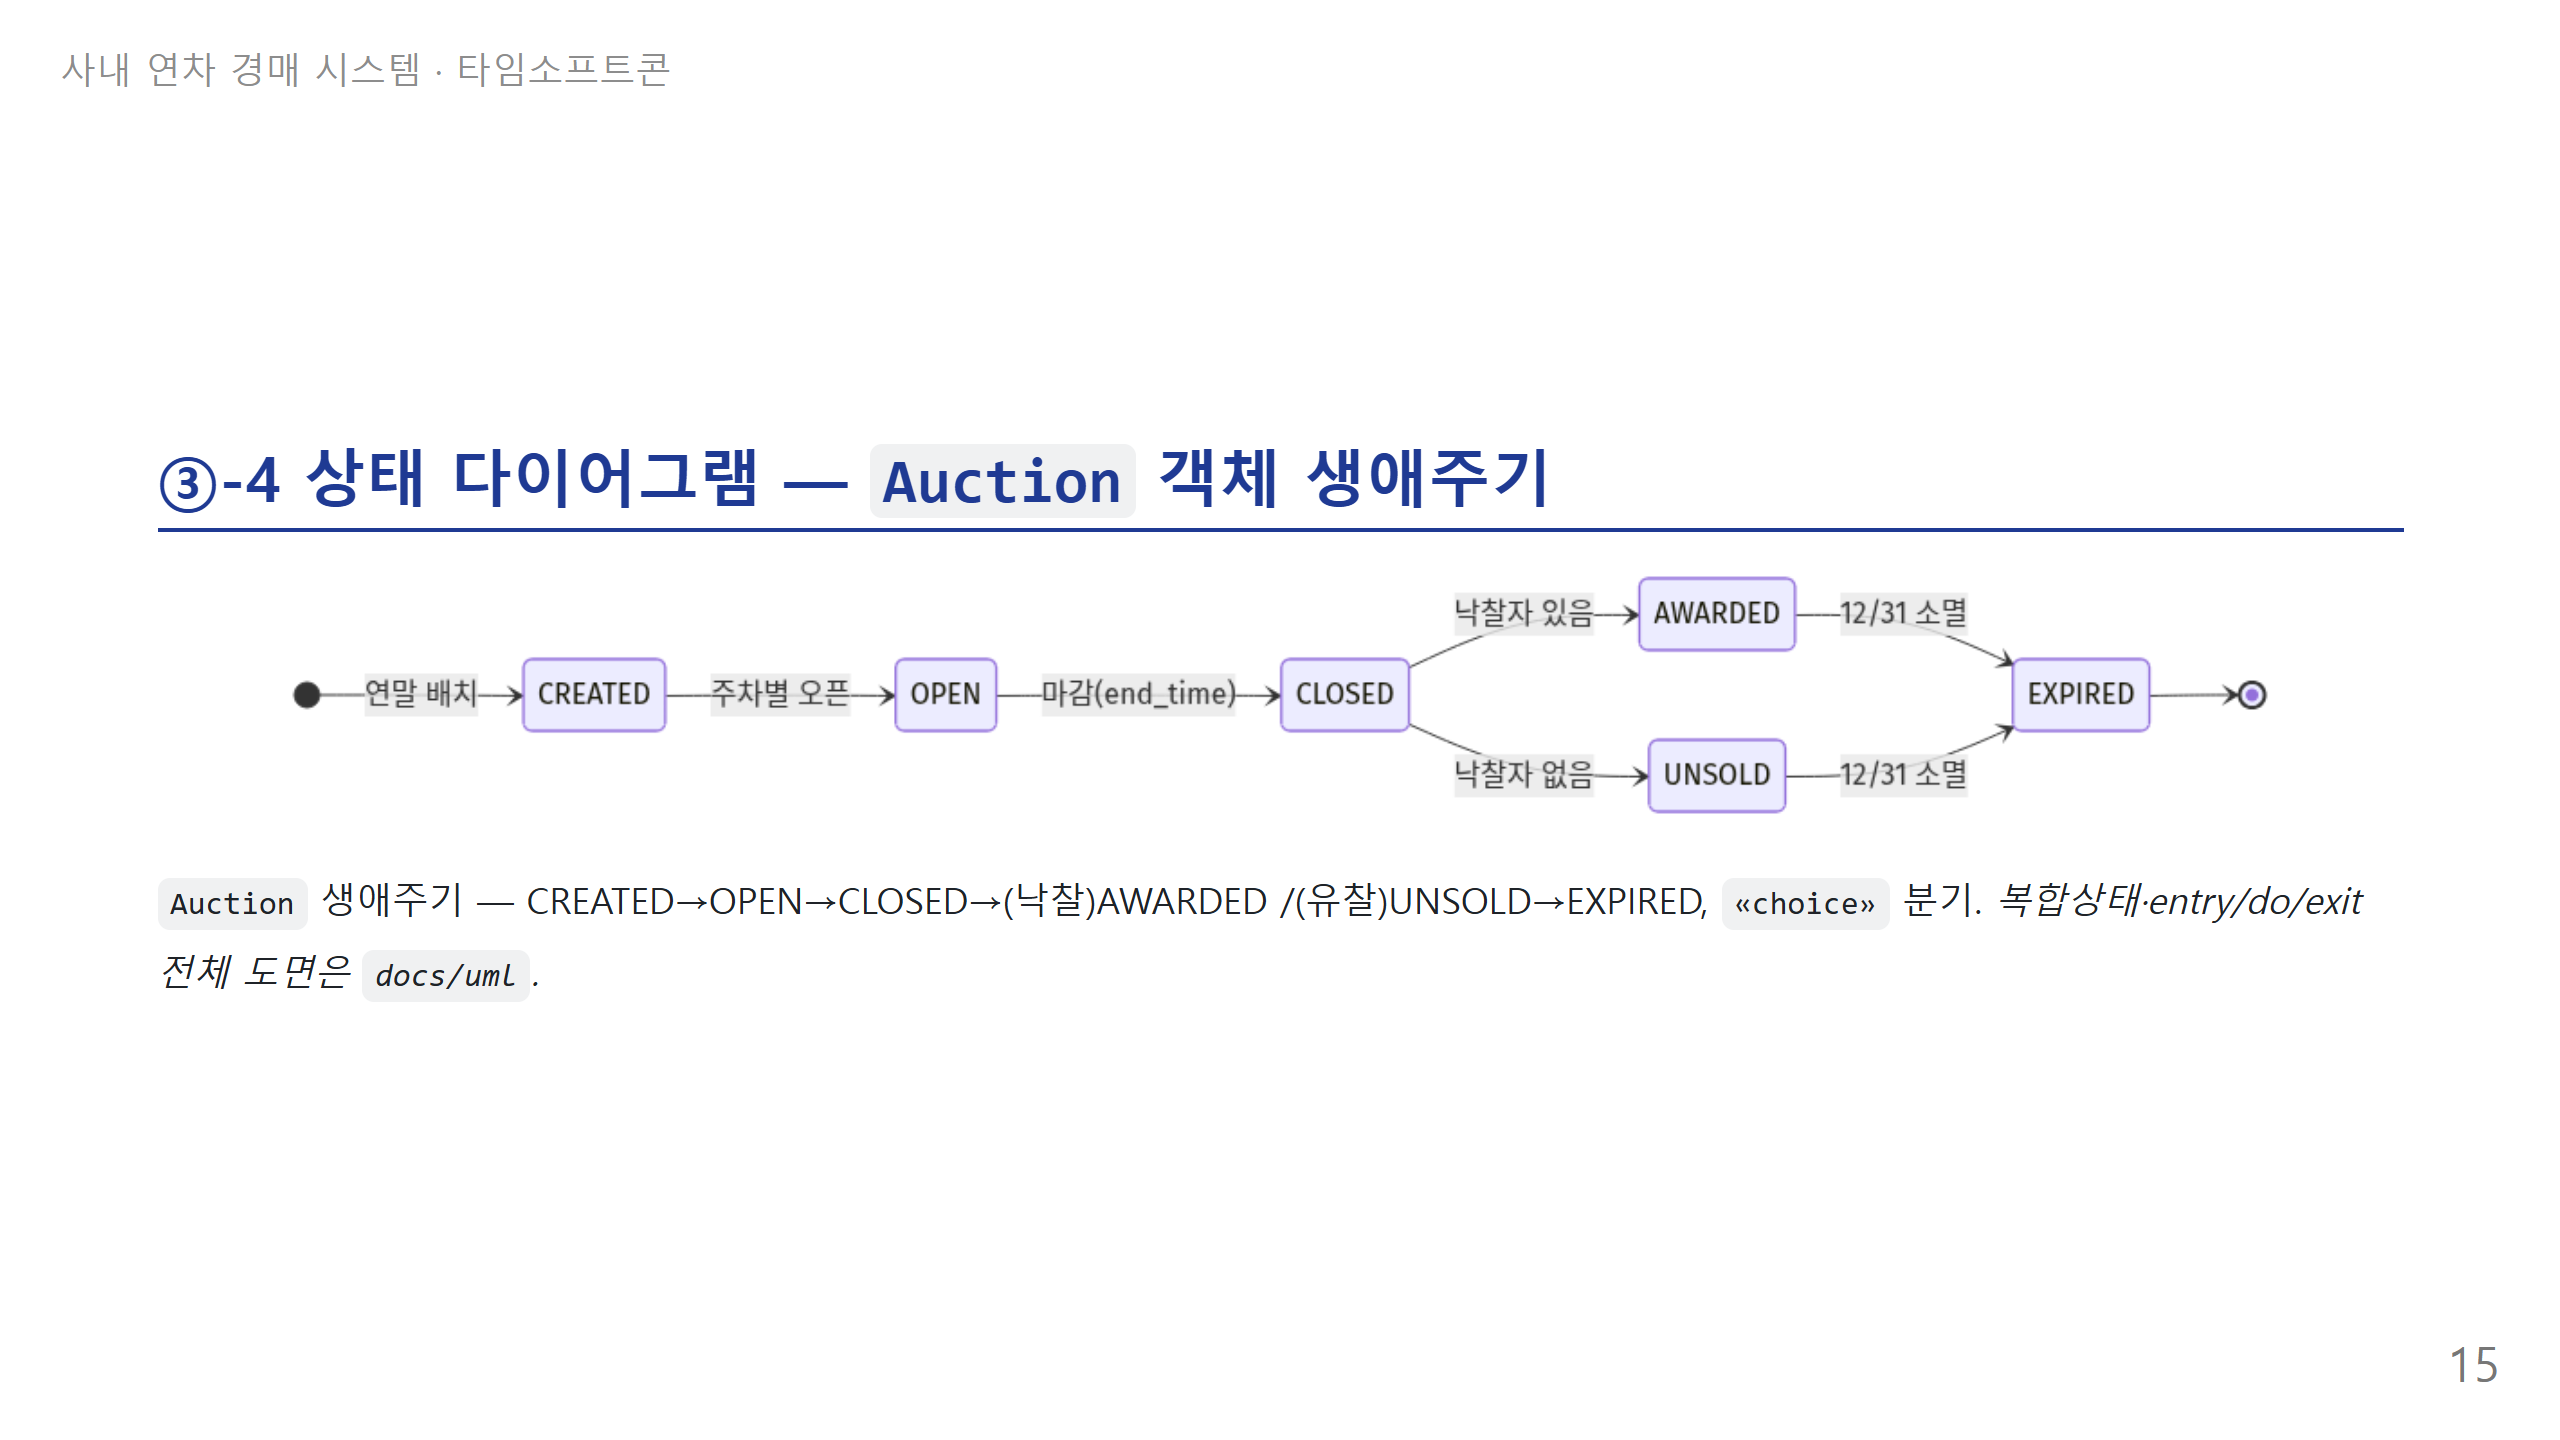 사내 연차 경매 시스템 · 타임소프트콘
③-4 상태 다이어그램 — Auction 객체 생애주기
낙찰자 있음 AWARDED 12/31 소멸
연말 배치 CREATED 주차별 오픈 OPEN 마감(end_time) CLOSED EXPIRED
낙찰자 없음 UNSOLD 12/31 소멸
Auction 생애주기 — CREATED→OPEN→CLOSED→(낙찰)AWARDED /(유찰)UNSOLD→EXPIRED, «choice» 분기. 복합상태·entry/do/exit
전체 도면은 docs/uml .
15